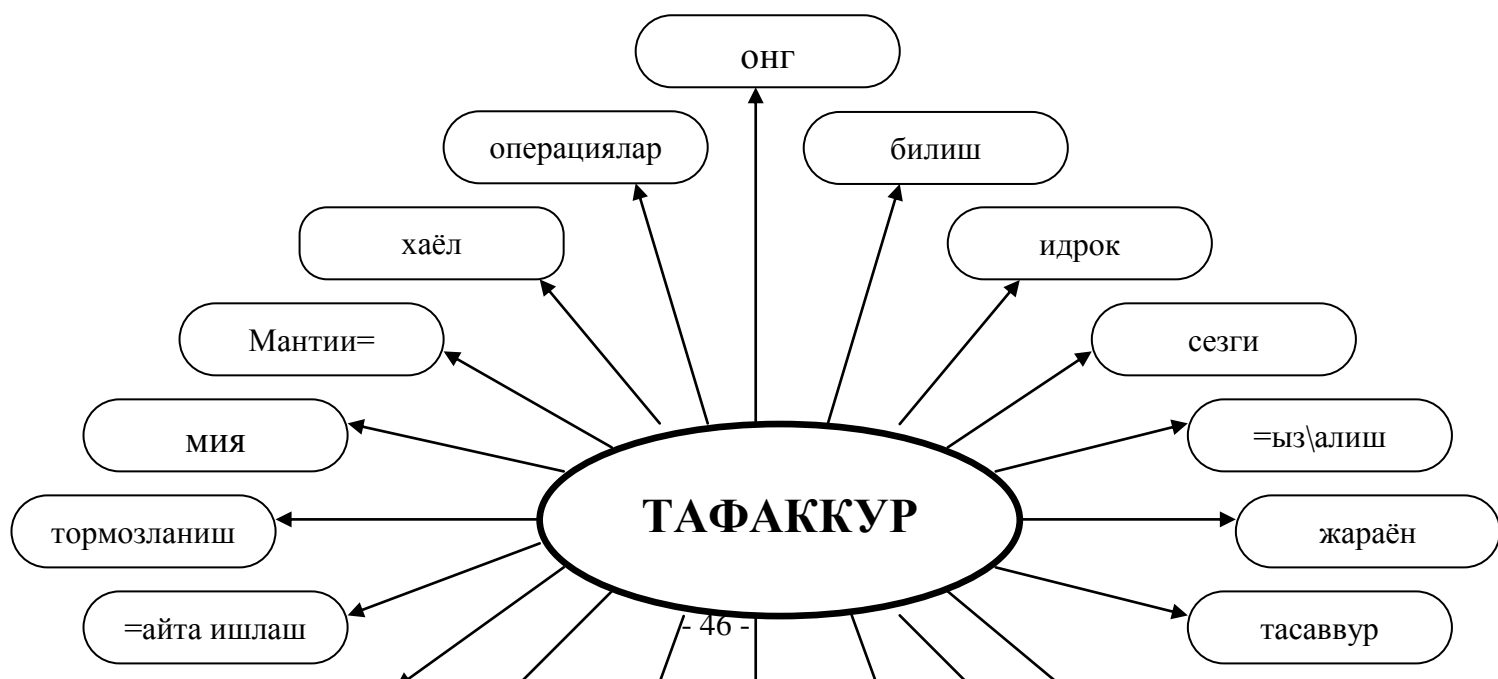 онг
операциялар
билиш
хаёл
идрок
Мантии=
сезги
мия
=ыз\алиш
ТАФАККУР
тормозланиш
жараён
=айта ишлаш
тасаввур
- 46 -